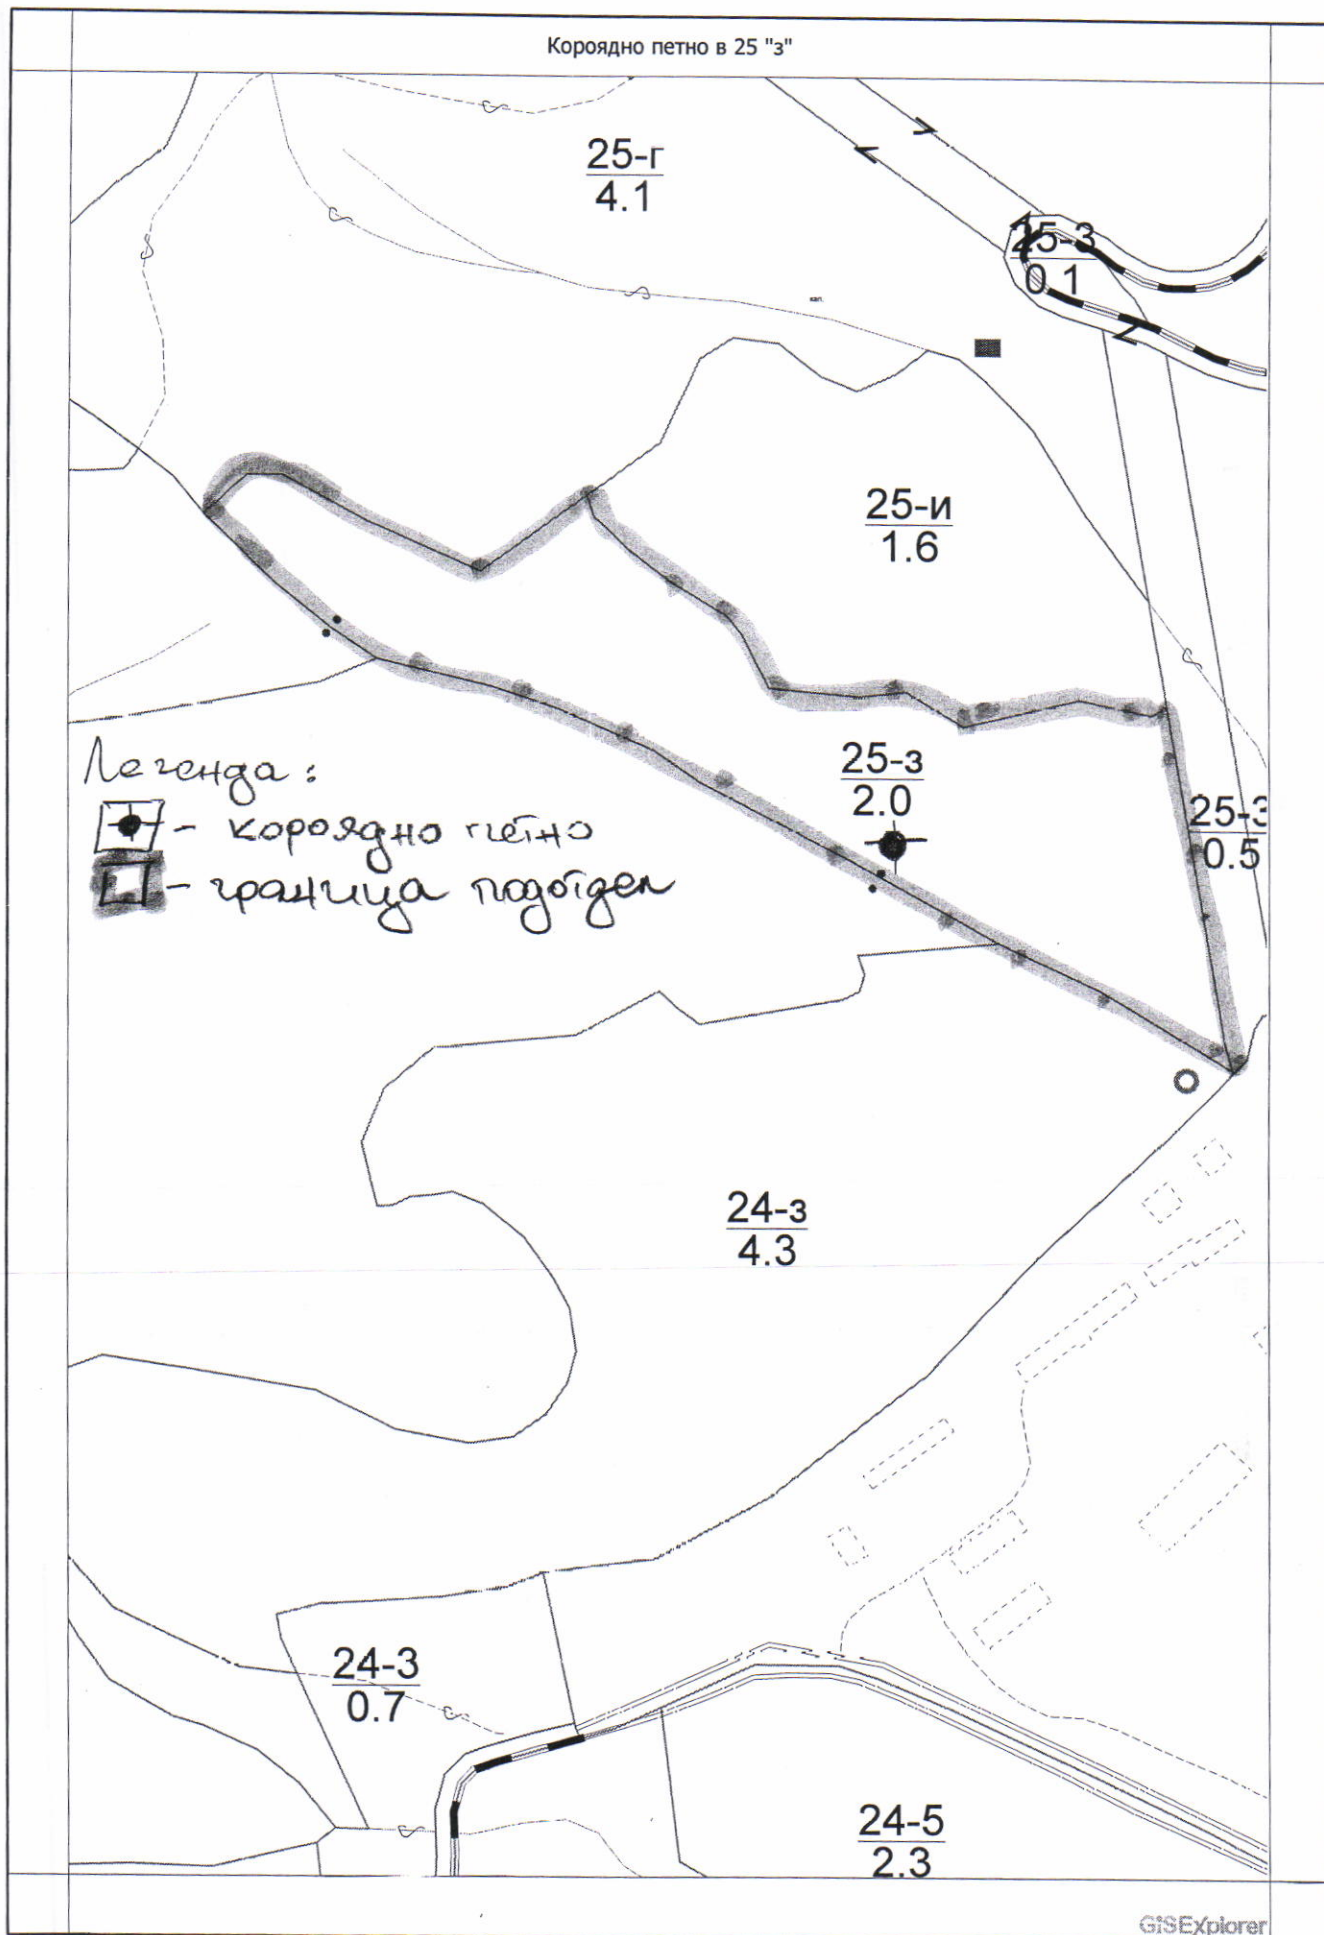 Короядно петно в 25 "з"
25-г
4.1
25-3
0.1
кап.
25-и
1.6
25-з
2.0
25-3
0.5
Легенда:
- короядно петно
- граница подотдел
24-з
4.3
24-3
0.7
24-5
2.3
GISExplorer